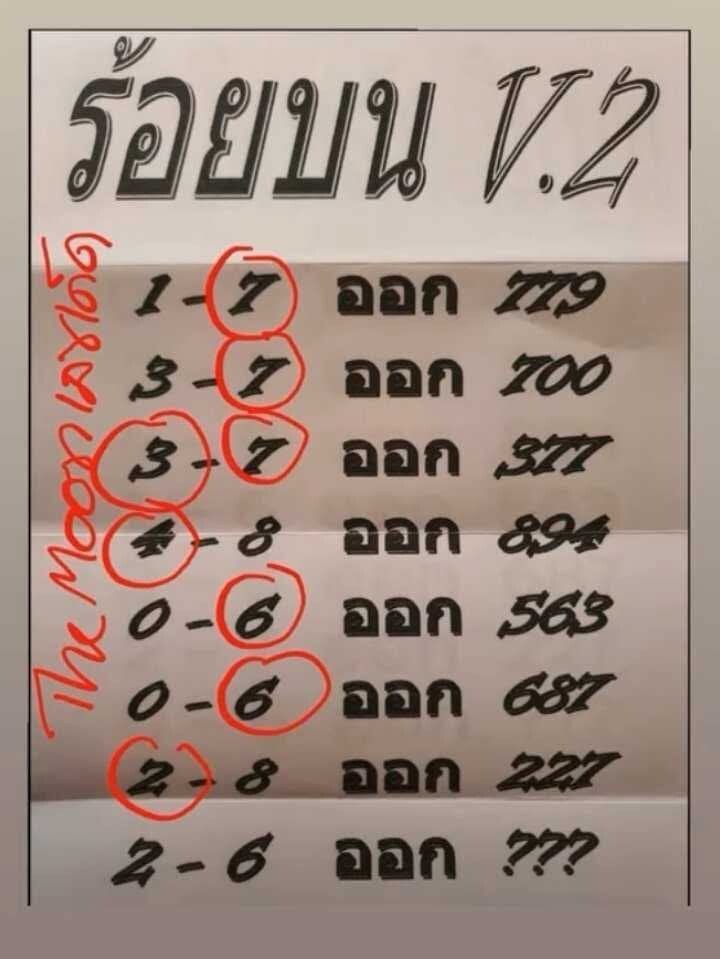 ร้อยบน V.2
1 - 7 ออก 779
3 - 7 ออก 700
3 - 7 ออก 377
4 - 8 ออก 894
0 - 6 ออก 563
0 - 6 ออก 687
2 - 8 ออก 227
2 - 6 ออก ???
The Moon เลขเด็ด